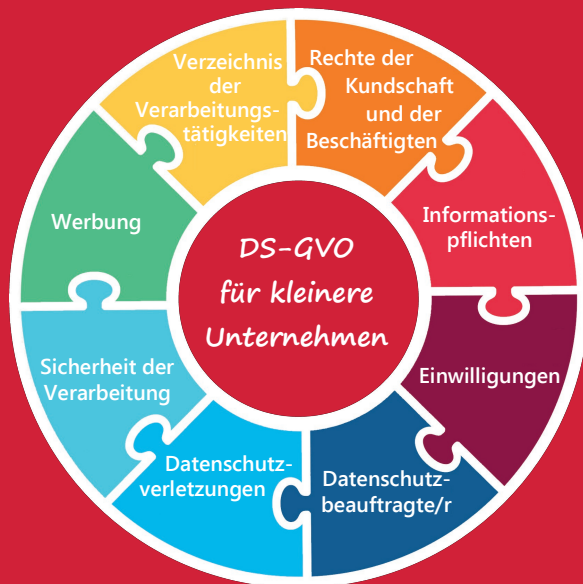 Verzeichnis
der
Verarbeitungs-
tätigkeiten
Rechte der
Kundschaft
und der
Beschäftigten
Informations-
pflichten
Einwilligungen
Datenschutz-
beauftragte/r
Datenschutz-
verletzungen
Sicherheit der
Verarbeitung
Werbung
DS-GVO
für kleinere
Unternehmen